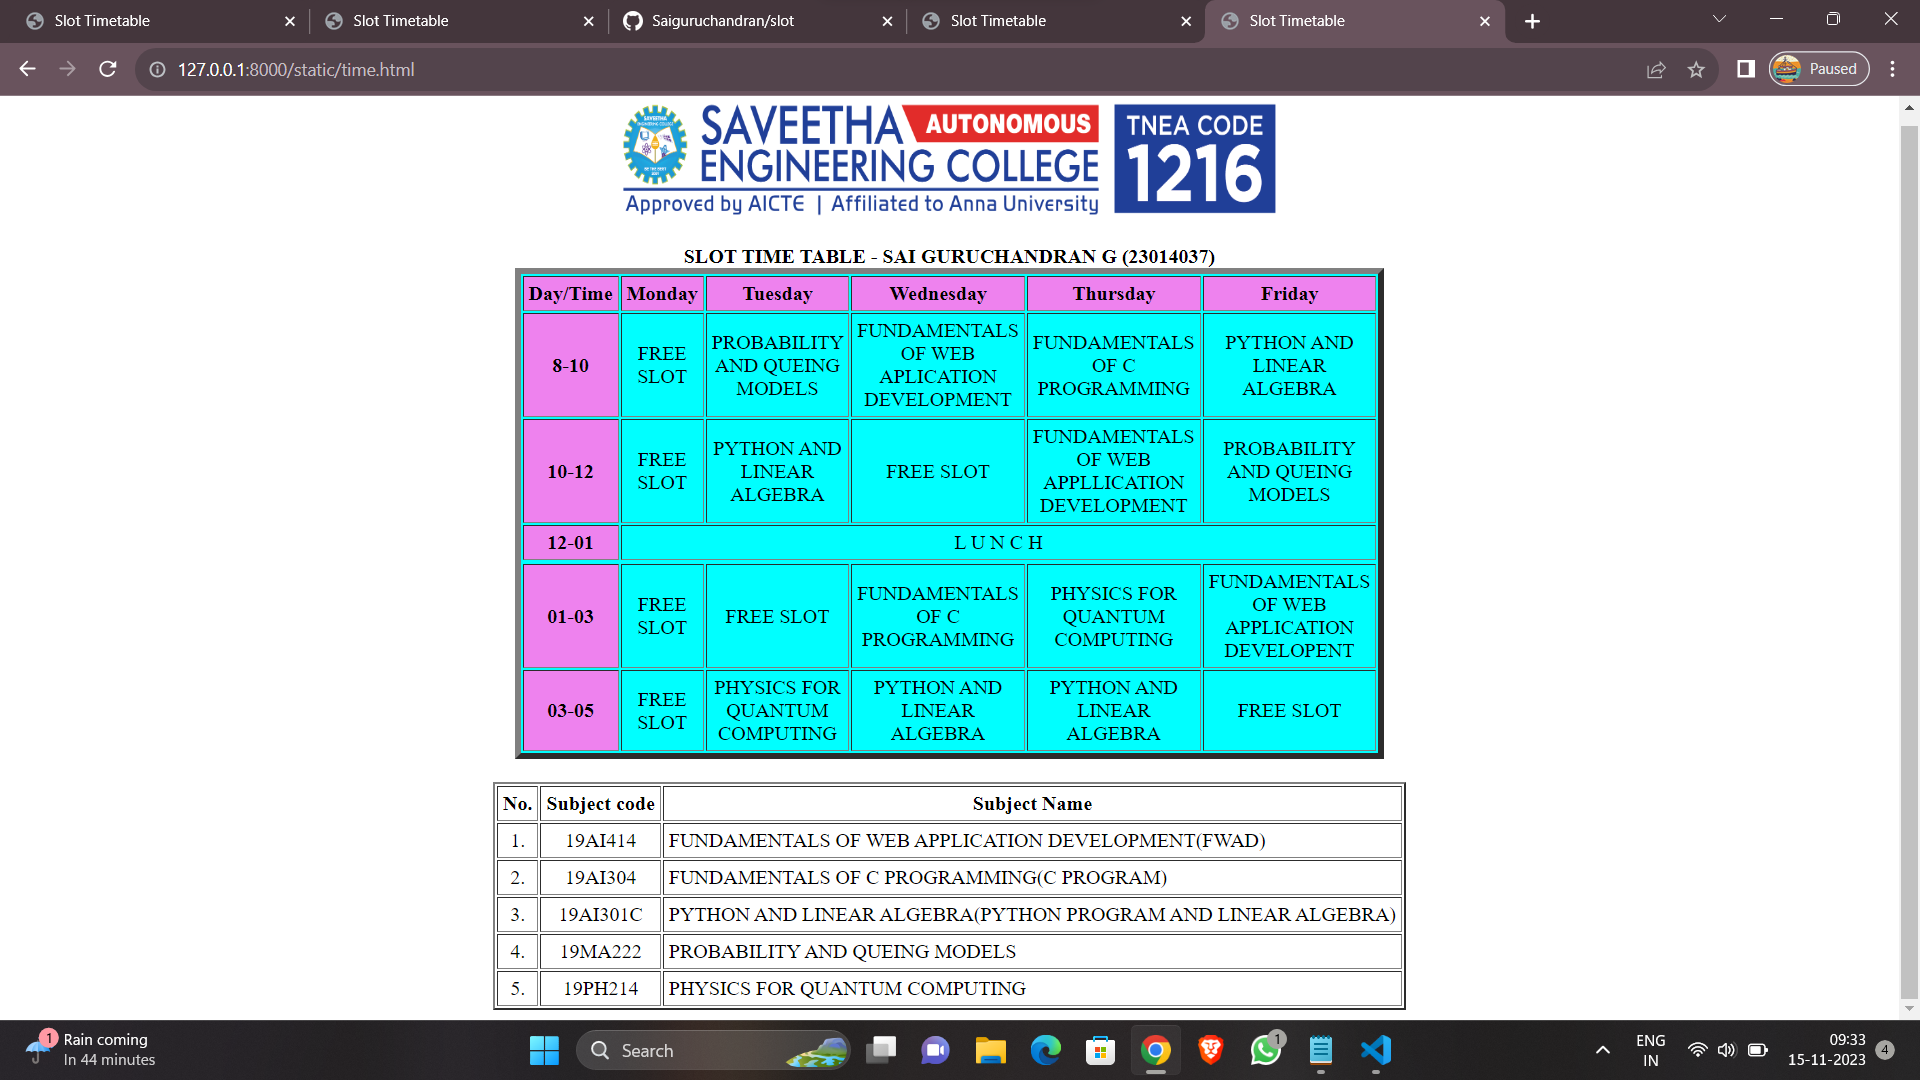 Slot Timetable
Slot Timetable
Saiguruchandran/slot
Slot Timetable
Slot Timetable
127.0.0.1:8000/static/time.html
Paused
SAVEETHA AUTONOMOUS
ENGINEERING COLLEGE
Approved by AICTE | Affiliated to Anna University
TNEA CODE
1216
SLOT TIME TABLE - SAI GURUCHANDRAN G (23014037)
Day/Time Monday Tuesday Wednesday Thursday Friday
8-10
FREE
SLOT
PROBABILITY
AND QUEING
MODELS
FUNDAMENTALS
OF WEB
APLICATION
DEVELOPMENT
FUNDAMENTALS
OF C
PROGRAMMING
PYTHON AND
LINEAR
ALGEBRA
10-12
FREE
SLOT
PYTHON AND
LINEAR
ALGEBRA
FREE SLOT
FUNDAMENTALS
OF WEB
APPLLICATION
DEVELOPMENT
PROBABILITY
AND QUEING
MODELS
12-01
L U N C H
01-03
FREE
SLOT
FREE SLOT
FUNDAMENTALS
OF C
PROGRAMMING
PHYSICS FOR
QUANTUM
COMPUTING
FUNDAMENTALS
OF WEB
APPLICATION
DEVELOPENT
03-05
FREE
SLOT
PHYSICS FOR
QUANTUM
COMPUTING
PYTHON AND
LINEAR
ALGEBRA
PYTHON AND
LINEAR
ALGEBRA
FREE SLOT
No. Subject code Subject Name
1. 19AI414 FUNDAMENTALS OF WEB APPLICATION DEVELOPMENT(FWAD)
2. 19AI304 FUNDAMENTALS OF C PROGRAMMING(C PROGRAM)
3. 19AI301C PYTHON AND LINEAR ALGEBRA(PYTHON PROGRAM AND LINEAR ALGEBRA)
4. 19MA222 PROBABILITY AND QUEING MODELS
5. 19PH214 PHYSICS FOR QUANTUM COMPUTING
1
Rain coming
In 44 minutes
Search
1
ENG
IN
09:33
15-11-2023
4